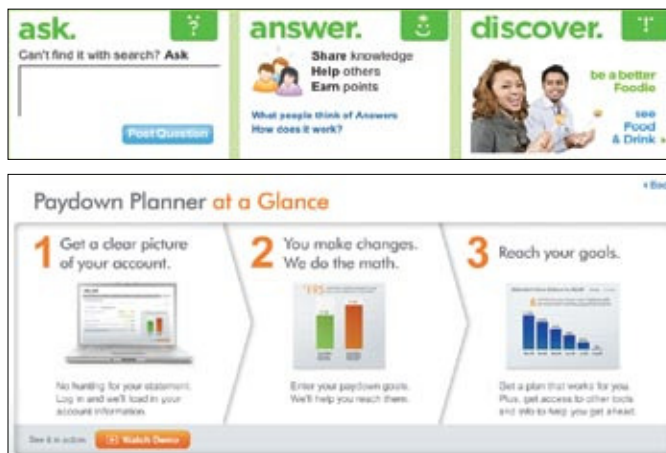 ask.
Can't find it with search? Ask
Post Question
answer.
Share knowledge
Help others
Earn points
What people think of Answers
How does it work?
discover.
be a better
Foodie
see
Food
& Drink
Paydown Planner at a Glance
1 Get a clear picture
of your account.
No hunting for your statement.
Log in and we'll load in your
account information.
2 You make changes.
We do the math.
Enter your paydown goals.
We'll help you reach them.
3 Reach your goals.
Get a plan that works for you.
Plus, get access to other tools
and info to help you get ahead.
See it in action
Watch Demo